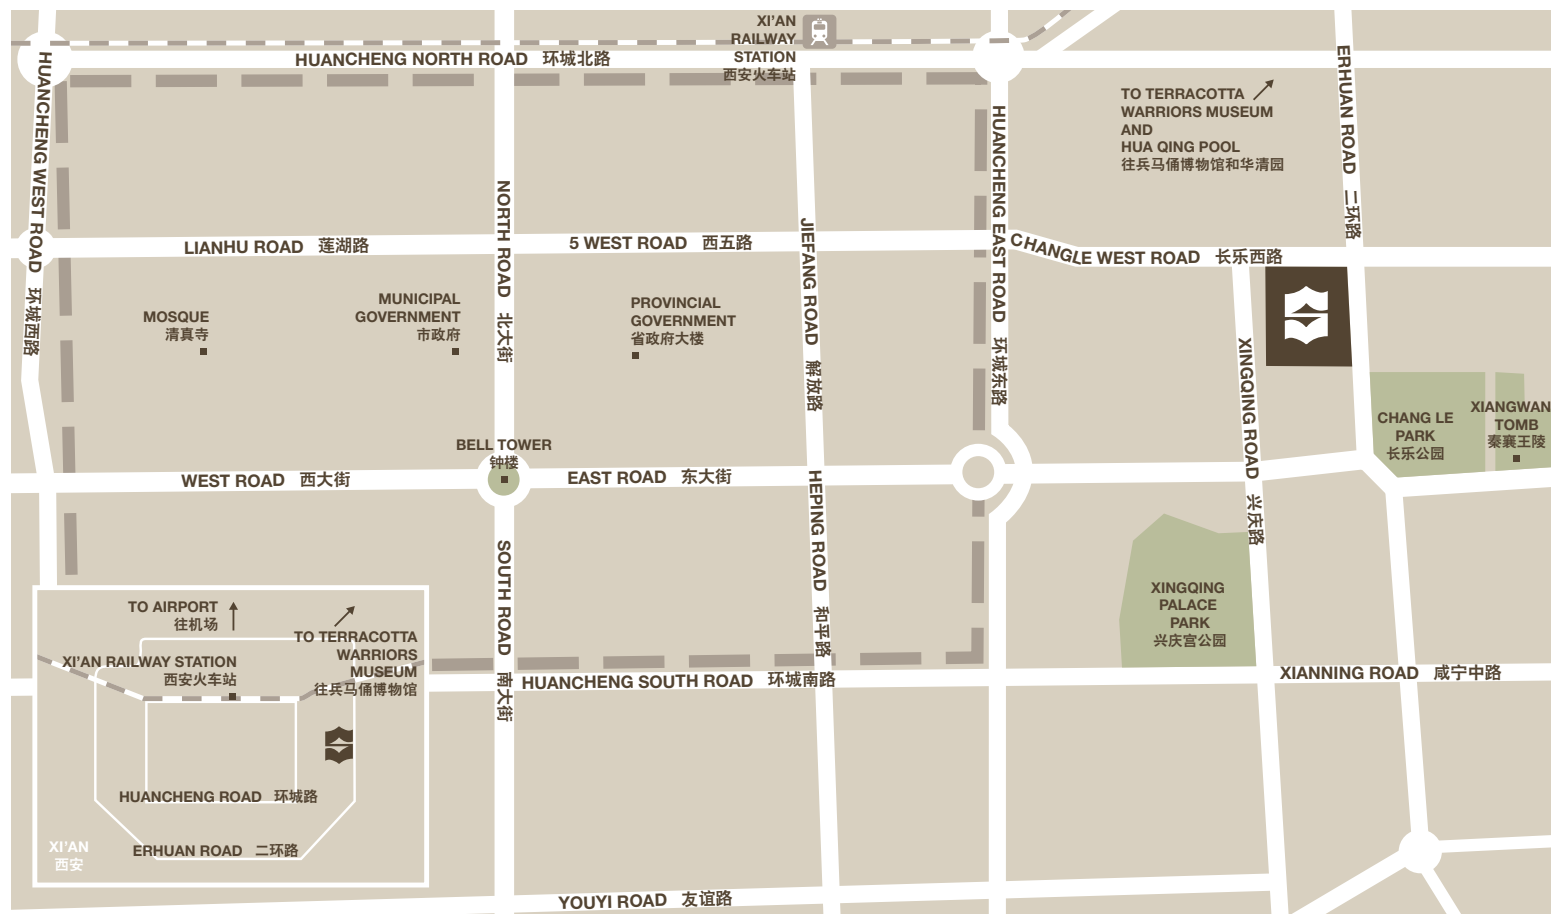 XI'AN
RAILWAY
STATION
西安火车站
HUANCHENG NORTH ROAD 环城北路
HUANCHENG WEST ROAD 环城西路
NORTH ROAD 北大街
JIEFANG ROAD 解放路
HUANCHENG EAST ROAD 环城东路
ERHUAN ROAD 二环路
TO TERRACOTTA
WARRIORS MUSEUM
AND
HUA QING POOL
往兵马俑博物馆和华清园
LIANHU ROAD 莲湖路
5 WEST ROAD 西五路
CHANGLE WEST ROAD 长乐西路
MOSQUE
清真寺
MUNICIPAL
GOVERNMENT
市政府
PROVINCIAL
GOVERNMENT
省政府大楼
XINGQING ROAD 兴庆路
CHANG LE
PARK
长乐公园
XIANGWAN
TOMB
秦襄王陵
BELL TOWER
钟楼
WEST ROAD 西大街
EAST ROAD 东大街
HEPING ROAD 和平路
SOUTH ROAD 南大街
XINGQING
PALACE
PARK
兴庆宫公园
HUANCHENG SOUTH ROAD 环城南路
XIANNING ROAD 咸宁中路
TO AIRPORT
往机场
TO TERRACOTTA
WARRIORS
MUSEUM
往兵马俑博物馆
XI'AN RAILWAY STATION
西安火车站
HUANCHENG ROAD 环城路
ERHUAN ROAD 二环路
XI'AN
西安
YOUYI ROAD 友谊路